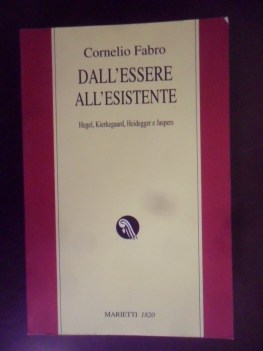 Cornelio Fabro
DALL'ESSERE
ALL'ESISTENTE
Hegel, Kierkegaard, Heidegger e Jaspers
MARIETTI 1820